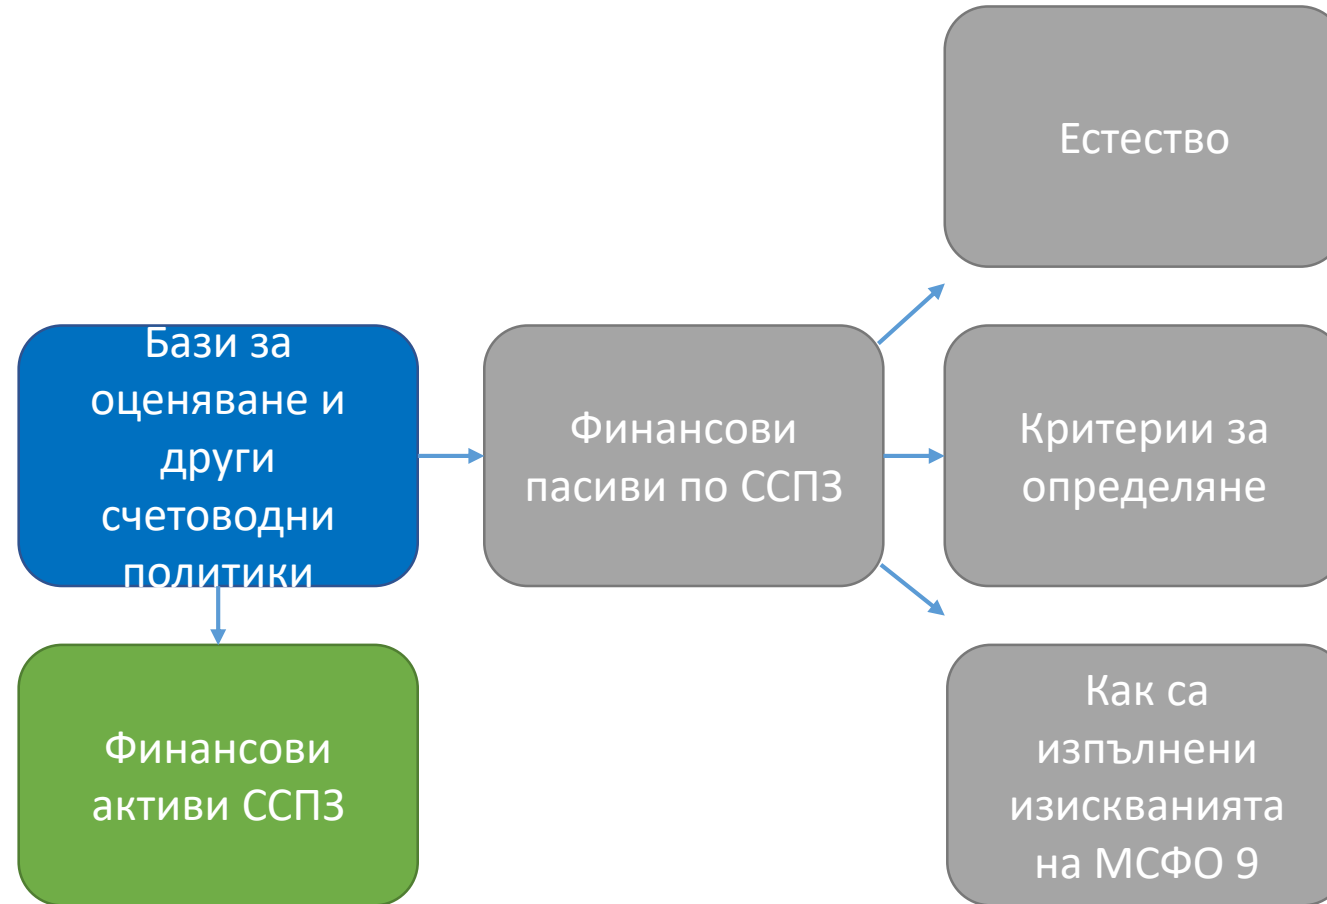 Естество
Бази за
оценяване и
други
счетоводни
политики
Финансови
пасиви по ССПЗ
Критерии за
определяне
Финансови
активи ССПЗ
Как са
изпълнени
изискванията
на МСФО 9